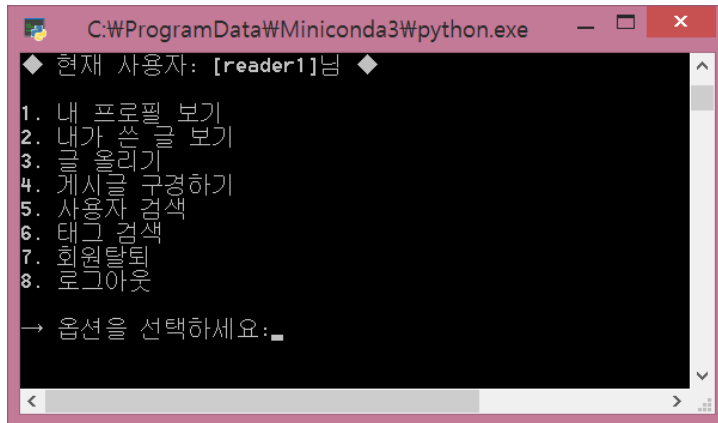 C:₩ProgramData₩Miniconda3₩python.exe
◆ 현재 사용자: [reader1]님 ◆
1. 내 프로필 보기
2. 내가 쓴 글 보기
3. 글 올리기
4. 게시글 구경하기
5. 사용자 검색
6. 태그 검색
7. 회원탈퇴
8. 로그아웃
→ 옵션을 선택하세요: